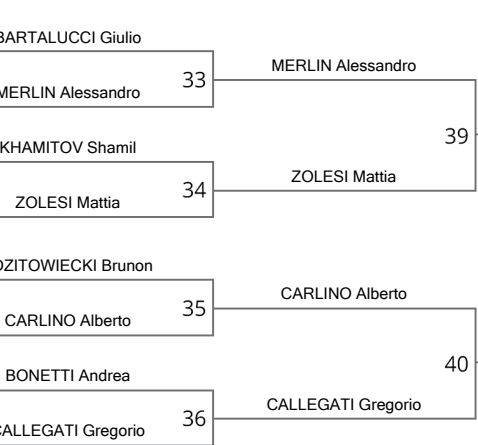 BARTALUCCI Giulio
MERLIN Alessandro
33
MERLIN Alessandro
KHAMITOV Shamil
ZOLESI Mattia
34
ZOLESI Mattia
39
DZITOWIECKI Brunon
CARLINO Alberto
35
CARLINO Alberto
BONETTI Andrea
CALLEGATI Gregorio
36
CALLEGATI Gregorio
40